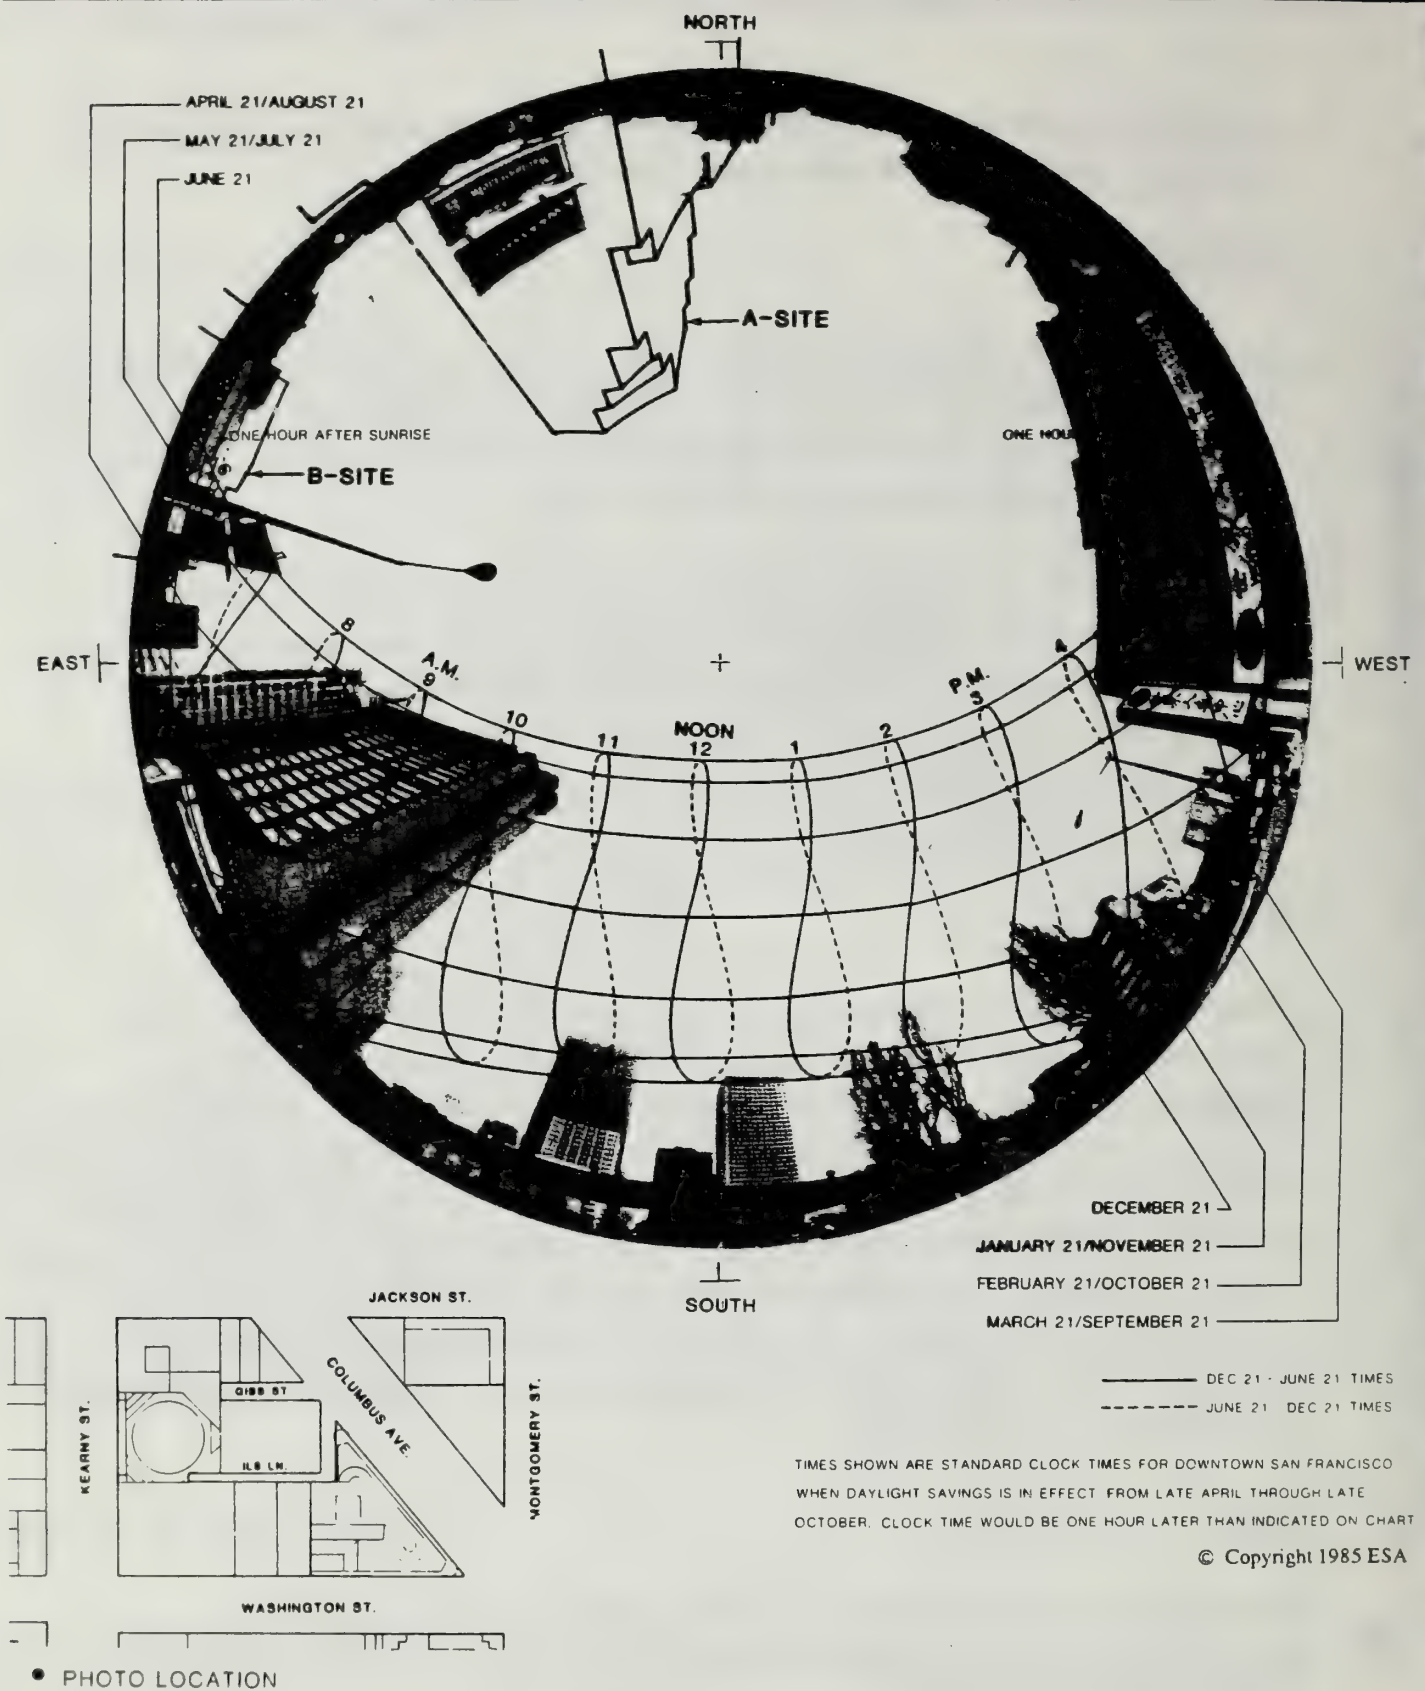 NORTH
APRIL 21/AUGUST 21
MAY 21/JULY 21
JUNE 21
A-SITE
ONE HOUR AFTER SUNRISE
ONE HOU
B-SITE
8
EAST
WEST
A.M.
9
4
P.M.
3
10
11
NOON
12
1
2
DECEMBER 21
JANUARY 21/NOVEMBER 21
SOUTH
FEBRUARY 21/OCTOBER 21
JACKSON ST.
MARCH 21/SEPTEMBER 21
COLUMBUS AVE.
GIBB ST
KEARNY ST.
MONTGOMERY ST.
ILS LN.
WASHINGTON ST.
DEC 21 - JUNE 21 TIMES
JUNE 21 DEC 21 TIMES
TIMES SHOWN ARE STANDARD CLOCK TIMES FOR DOWNTOWN SAN FRANCISCO
WHEN DAYLIGHT SAVINGS IS IN EFFECT FROM LATE APRIL THROUGH LATE
OCTOBER. CLOCK TIME WOULD BE ONE HOUR LATER THAN INDICATED ON CHART
© Copyright 1985 ESA
PHOTO LOCATION